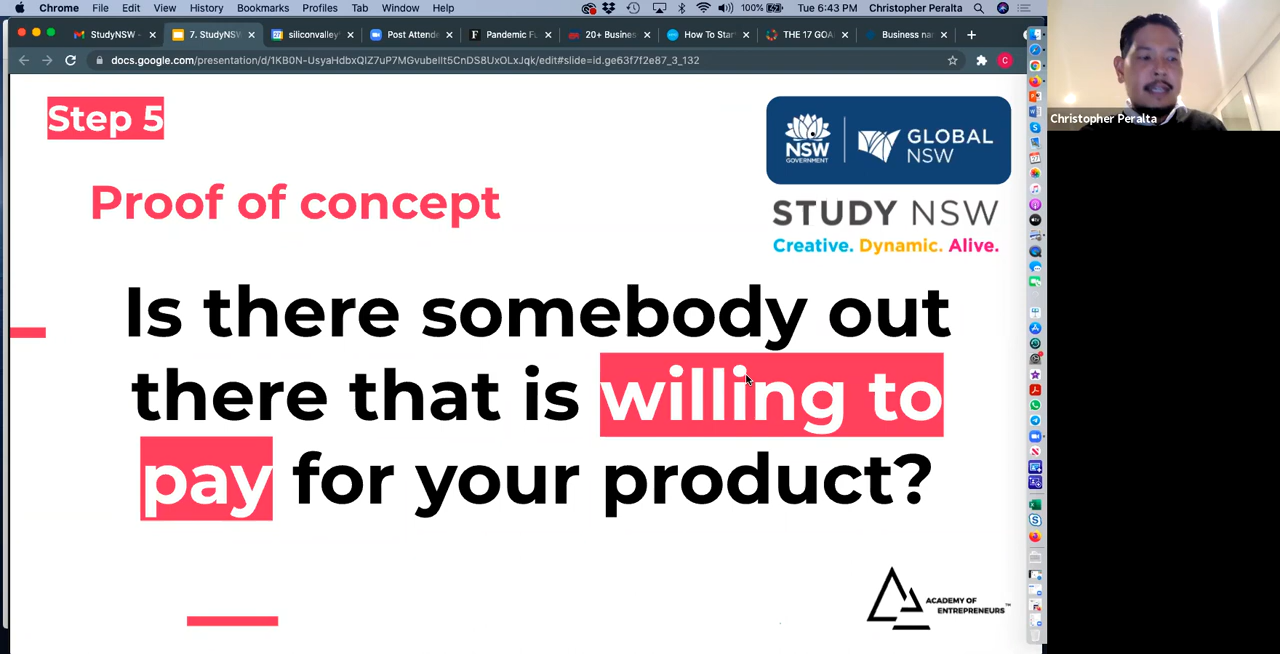 Chrome File Edit View History Bookmarks Profiles Tab Window Help 100% Tue 6:43 PM Christopher Peralta
StudyNSW - 7. StudyNSW siliconvalley Post Attende Pandemic Fu 20+ Busines How To Star THE 17 GOA Business na
docs.google.com/presentation/d/1KB0N-UsyaHdbxQIZ7uP7MGvubeIIt5CnDS8UxOLxJqk/edit#slide=id.ge63f7f2e87_3_132
Christopher Peralta
Step 5
NSW
GOVERNMENT
GLOBAL
NSW
Proof of concept
STUDY NSW
Creative. Dynamic. Alive.
Is there somebody out
there that is willing to
pay for your product?
ACADEMY OF
ENTREPRENEURS™